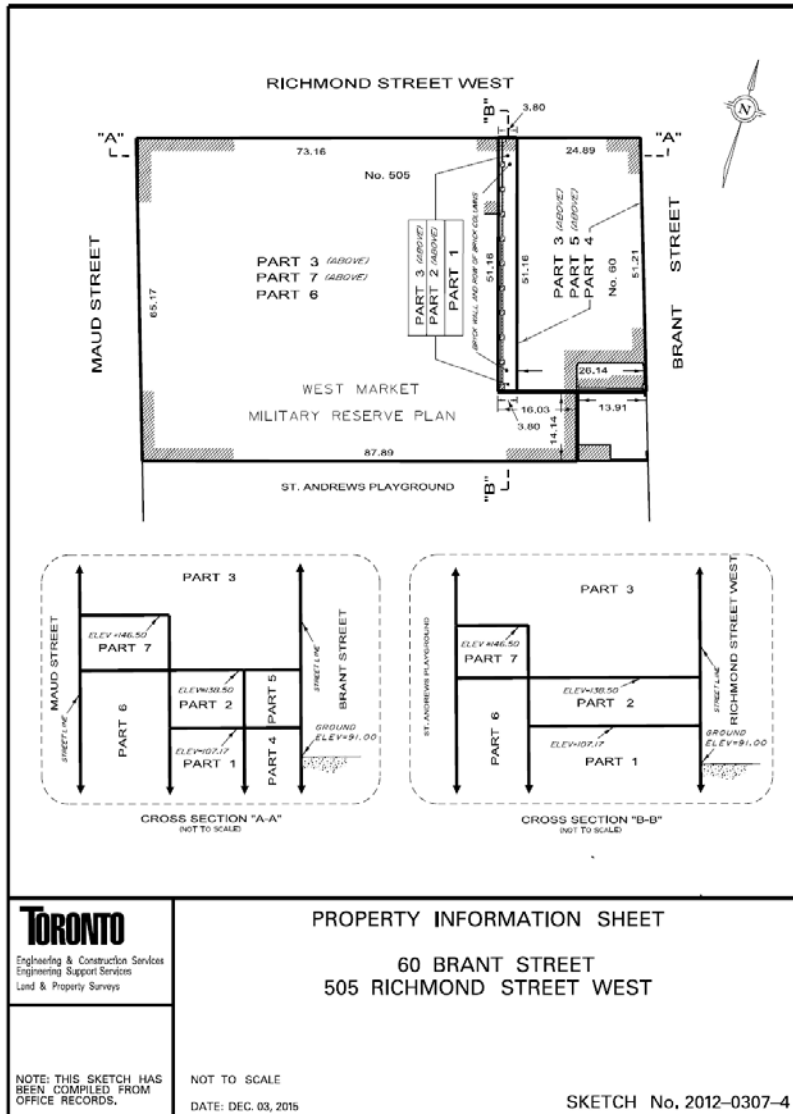 RICHMOND STREET WEST
"B"
3.80
N
"A"
"A"
73.16
24.89
No. 505
MAUD STREET
65.17
PART 3 (ABOVE)
PART 7 (ABOVE)
PART 6
PART 3 (ABOVE)
PART 2 (ABOVE)
PART 1
BRICK WALL AND ROW OF BRICK COLUMNS
51.16
51.16
PART 3 (ABOVE)
PART 5 (ABOVE)
PART 4
No. 60
51.21
BRANT STREET
26.14
WEST MARKET
MILITARY RESERVE PLAN
16.03
13.91
3.80
14.14
87.89
ST. ANDREWS PLAYGROUND
"B"
PART 3
MAUD STREET
STREET LINE
ELEV=146.50
PART 7
PART 6
ELEV=138.50
PART 2
PART 5
ELEV=107.17
PART 1
PART 4
STREET LINE
BRANT STREET
GROUND
ELEV=91.00
CROSS SECTION "A-A"
(NOT TO SCALE)
PART 3
ST. ANDREWS PLAYGROUND
ELEV=146.50
PART 7
PART 6
ELEV=138.50
PART 2
ELEV=107.17
PART 1
STREET LINE
RICHMOND STREET WEST
GROUND
ELEV=91.00
CROSS SECTION "B-B"
(NOT TO SCALE)
TORONTO
Engineering & Construction Services
Engineering Support Services
Land & Property Surveys
PROPERTY INFORMATION SHEET
60 BRANT STREET
505 RICHMOND STREET WEST
NOTE: THIS SKETCH HAS
BEEN COMPILED FROM
OFFICE RECORDS.
NOT TO SCALE
DATE: DEC. 03, 2015
SKETCH No. 2012-0307-4